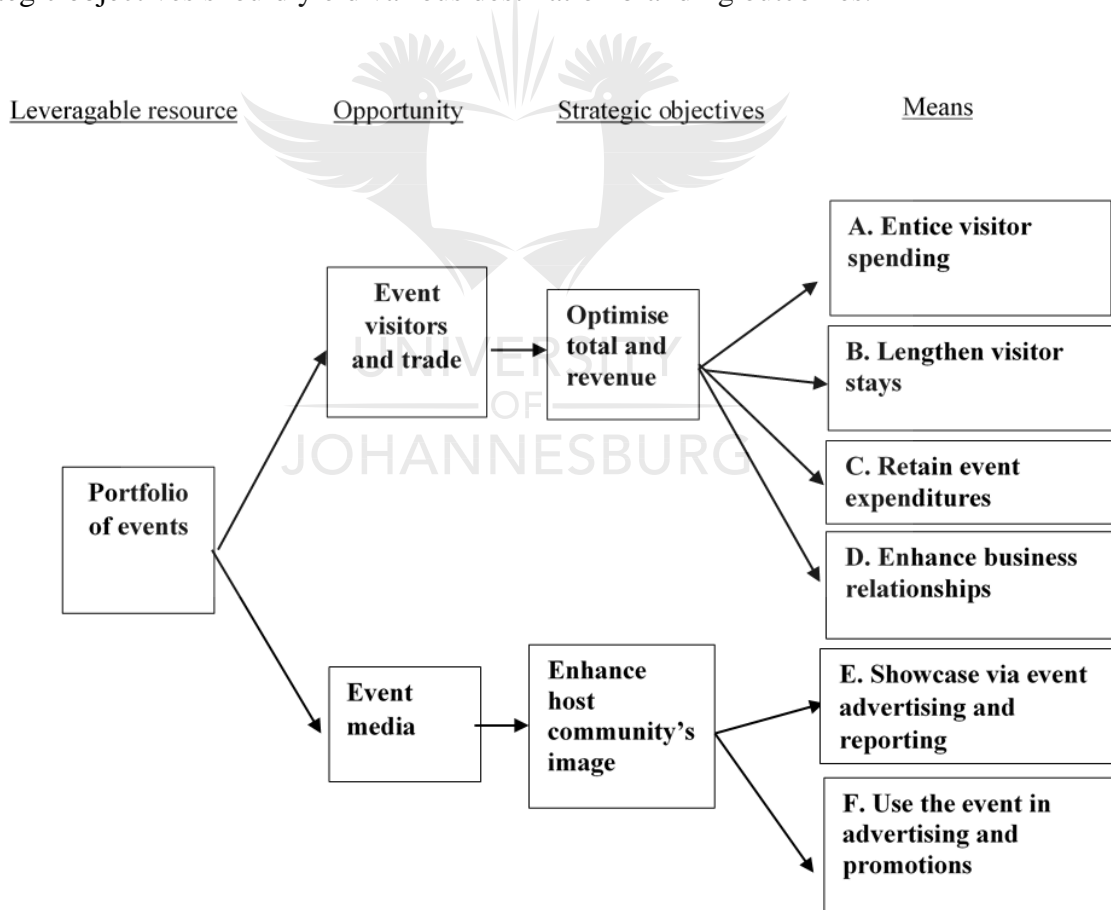 Leveragable resource
Opportunity
Strategic objectives
Means
A. Entice visitor
spending
Event
visitors
and trade
Optimise
total and
revenue
B. Lengthen visitor
stays
UNIVERSITY
OF
JOHANNESBURG
C. Retain event
expenditures
Portfolio
of events
D. Enhance business
relationships
Event
media
Enhance
host
community's
image
E. Showcase via event
advertising and
reporting
F. Use the event in
advertising and
promotions